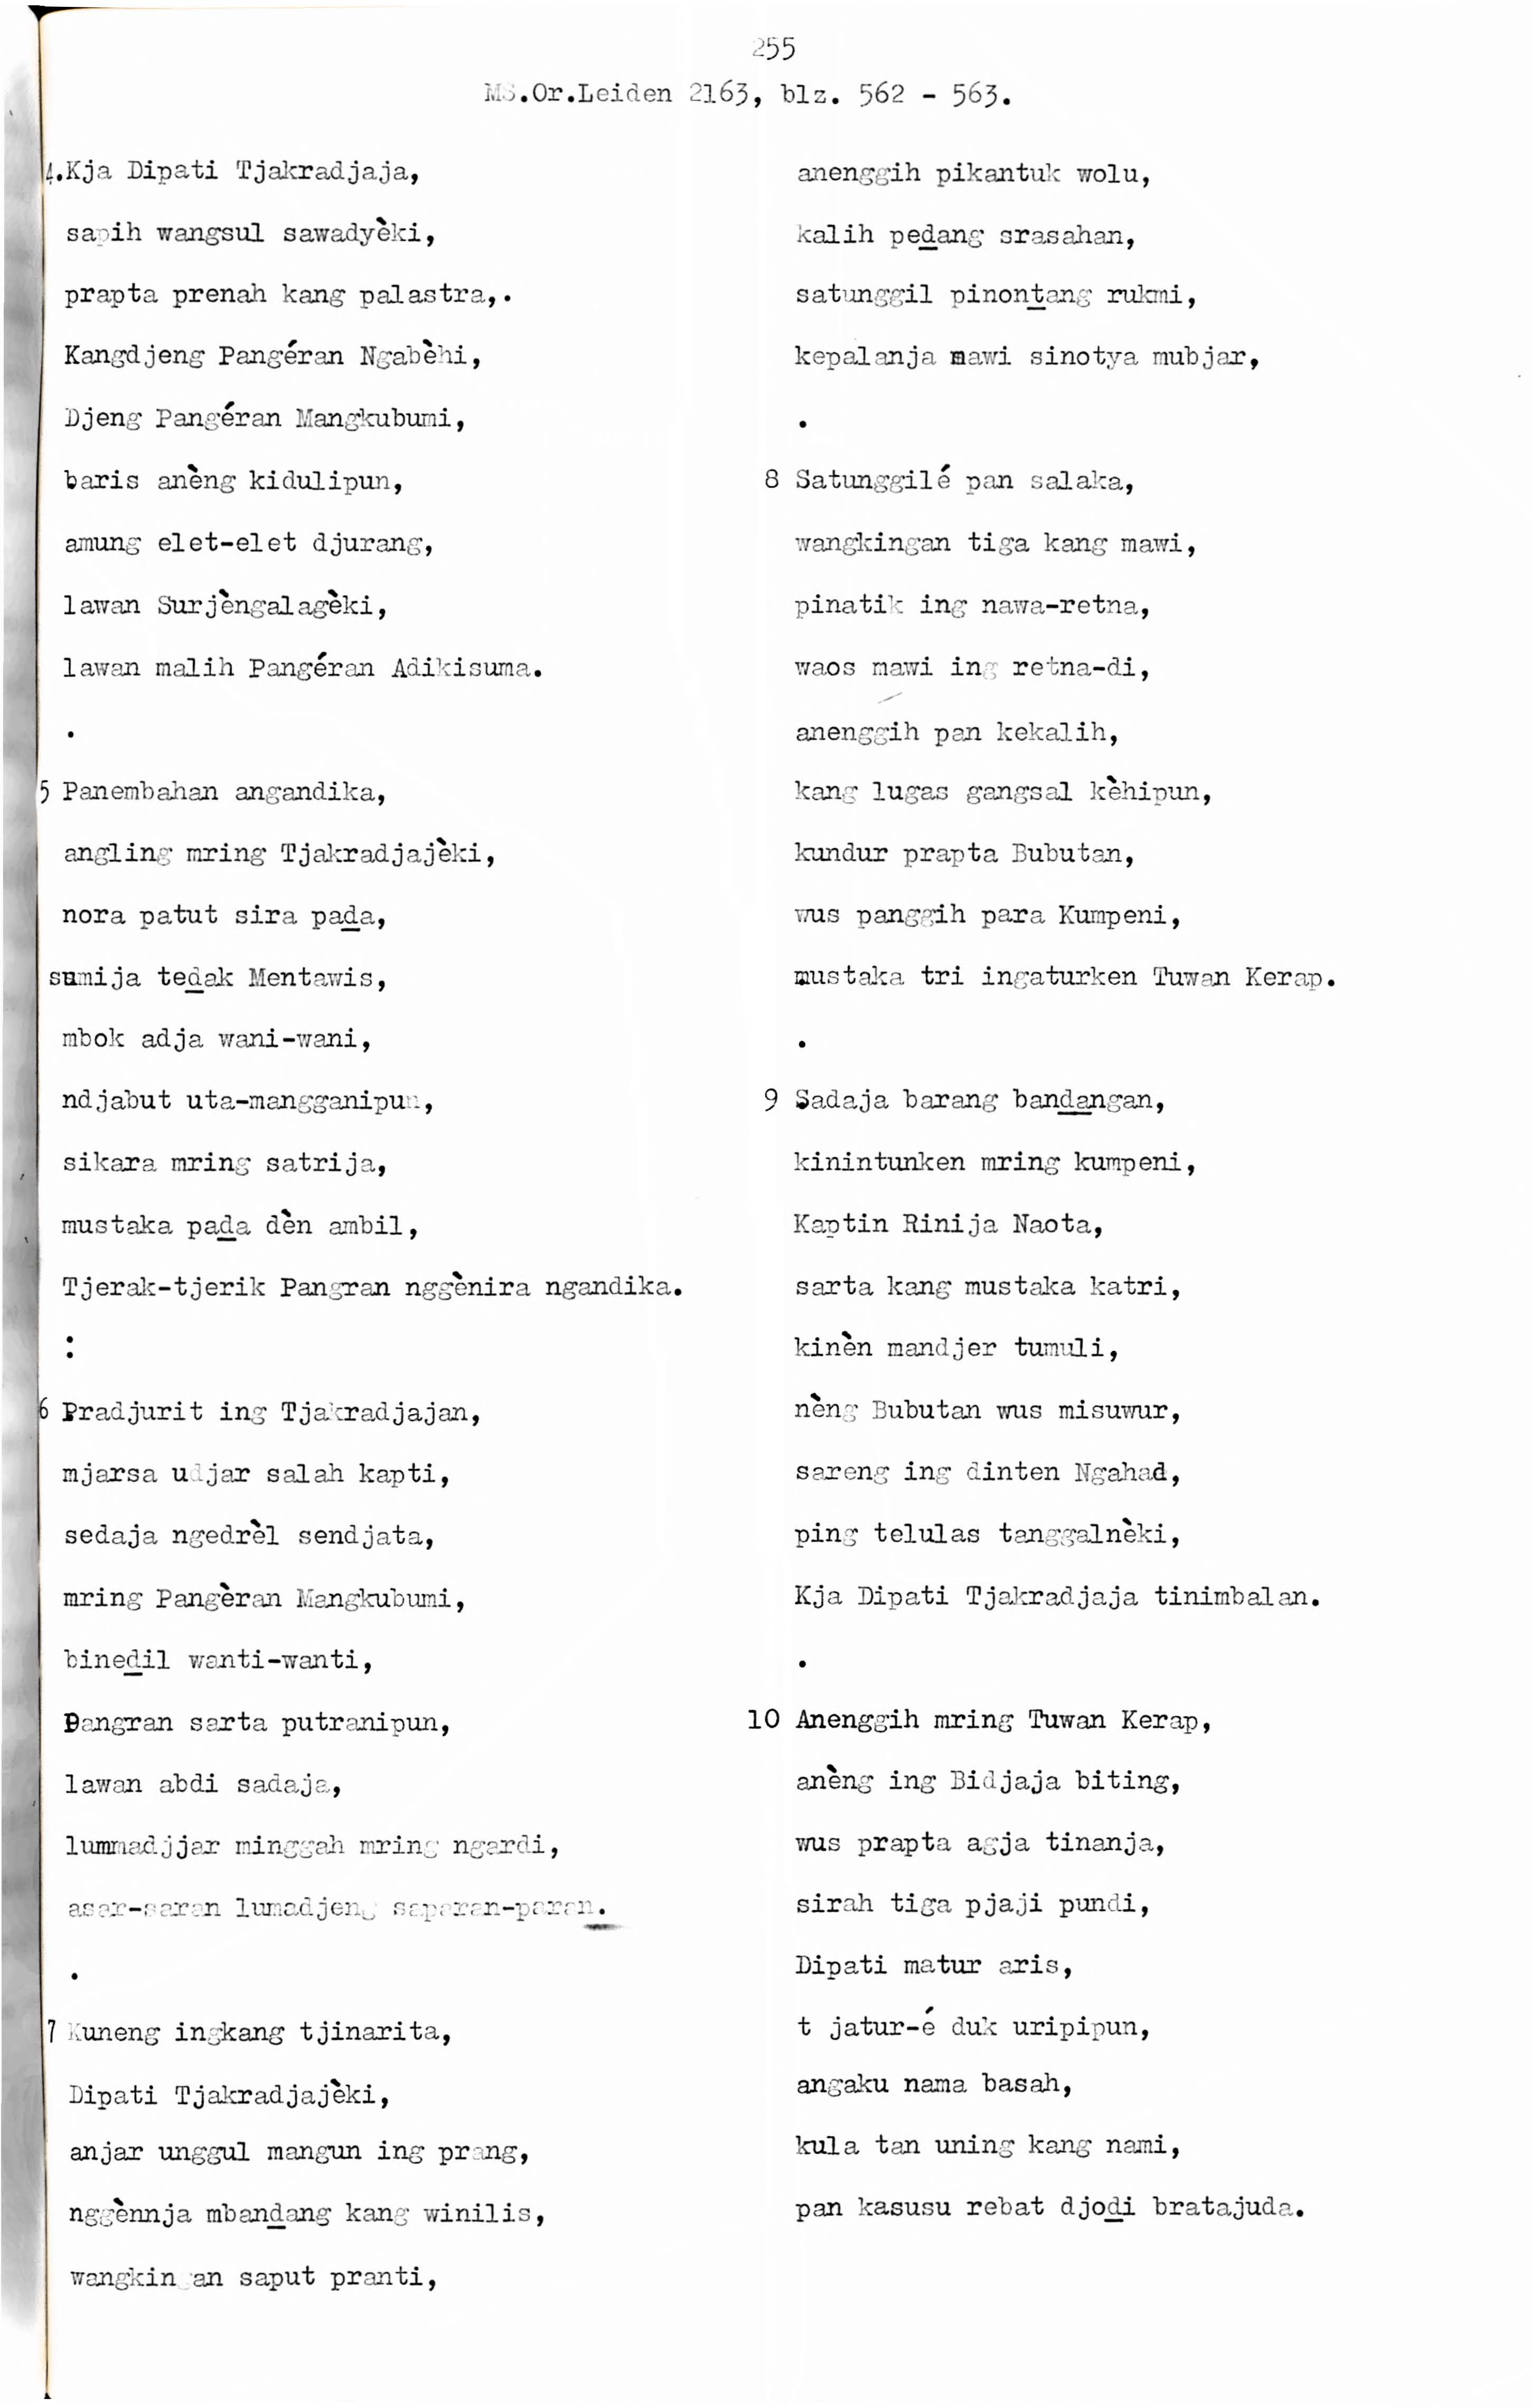 255
MS.Or.Leiden 2163, blz. 562 - 563.
4.Kja Dipati Tjakradjaja,
sapih wangsul sawadyèki,
prapta prenah kang palastra,.
Kangdjeng Pangéran Ngabèhi,
Djeng Pangéran Mangkubumi,
baris anèng kidulipun,
amung elet-elet djurang,
lawan Surjèngalagèki,
lawan malih Pangéran Adikisuma.
.
5 Panembahan angandika,
angling mring Tjakradjajèki,
nora patut sira paḏa,
sumija teḏak Mentawis,
mbok adja wani-wani,
ndjabut uta-mangganipun,
sikara mring satrija,
mustaka paḏa dèn ambil,
Tjerak-tjerik Pangran nggènira ngandika.
:
6 Pradjurit ing Tjakradjajan,
mjarsa udjar salah kapti,
sedaja ngedrèl sendjata,
mring Pangèran Mangkubumi,
bineḏil wanti-wanti,
Pangran sarta putranipun,
lawan abdi sadaja,
lummadjjar minggah mring ngardi,
asar-saran lumadjeng saparan-paran.
.
7 Kuneng ingkang tjinarita,
Dipati Tjakradjajèki,
anjar unggul mangun ing prang,
nggènnja mbanḏang kang winilis,
wangkingan saput pranti,
anenggih pikantuk wolu,
kalih peḏang srasahan,
satunggil pinonṯang rukmi,
kepalanja mawi sinotya mubjar,
.
8 Satunggilé pan salaka,
wangkingan tiga kang mawi,
pinatik ing nawa-retna,
waos mawi ing retna-di,
anenggih pan kekalih,
kang lugas gangsal kèhipun,
kundur prapta Bubutan,
wus panggih para Kumpeni,
mustaka tri ingaturken Tuwan Kerap.
.
9 Sadaja barang banḏangan,
kinintunken mring kumpeni,
Kaptin Rinija Naota,
sarta kang mustaka katri,
kinèn mandjer tumuli,
nèng Bubutan wus misuwur,
sareng ing dinten Ngahad,
ping telulas tanggalnèki,
Kja Dipati Tjakradjaja tinimbalan.
.
10 Anenggih mring Tuwan Kerap,
anèng ing Bidjaja biting,
wus prapta agja tinanja,
sirah tiga pjaji pundi,
Dipati matur aris,
t jatur-é duk uripipun,
angaku nama basah,
kula tan uning kang nami,
pan kasusu rebat djoḏi bratajuda.